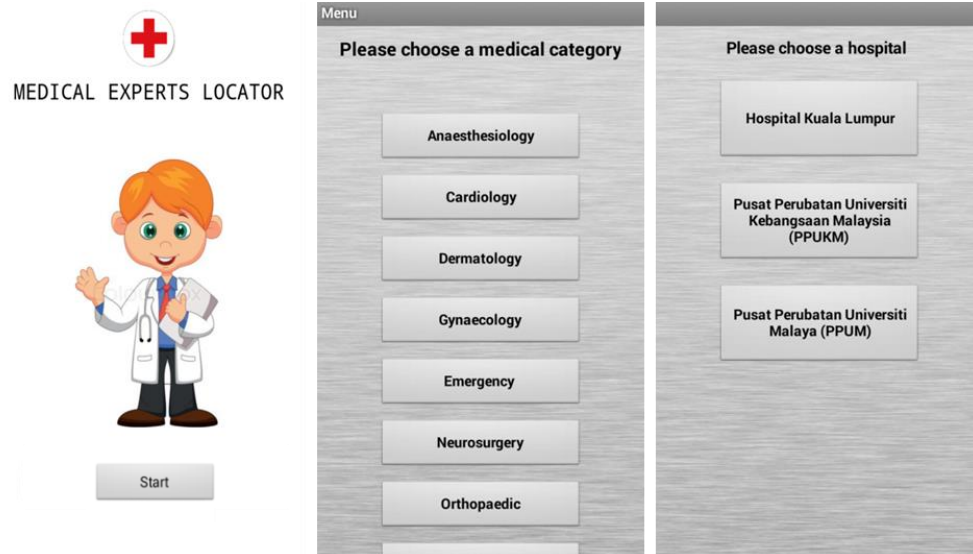 MEDICAL EXPERTS LOCATOR
Start
Menu
Please choose a medical category
Anaesthesiology
Cardiology
Dermatology
Gynaecology
Emergency
Neurosurgery
Orthopaedic
Please choose a hospital
Hospital Kuala Lumpur
Pusat Perubatan Universiti
Kebangsaan Malaysia
(PPUKM)
Pusat Perubatan Universiti
Malaya (PPUM)